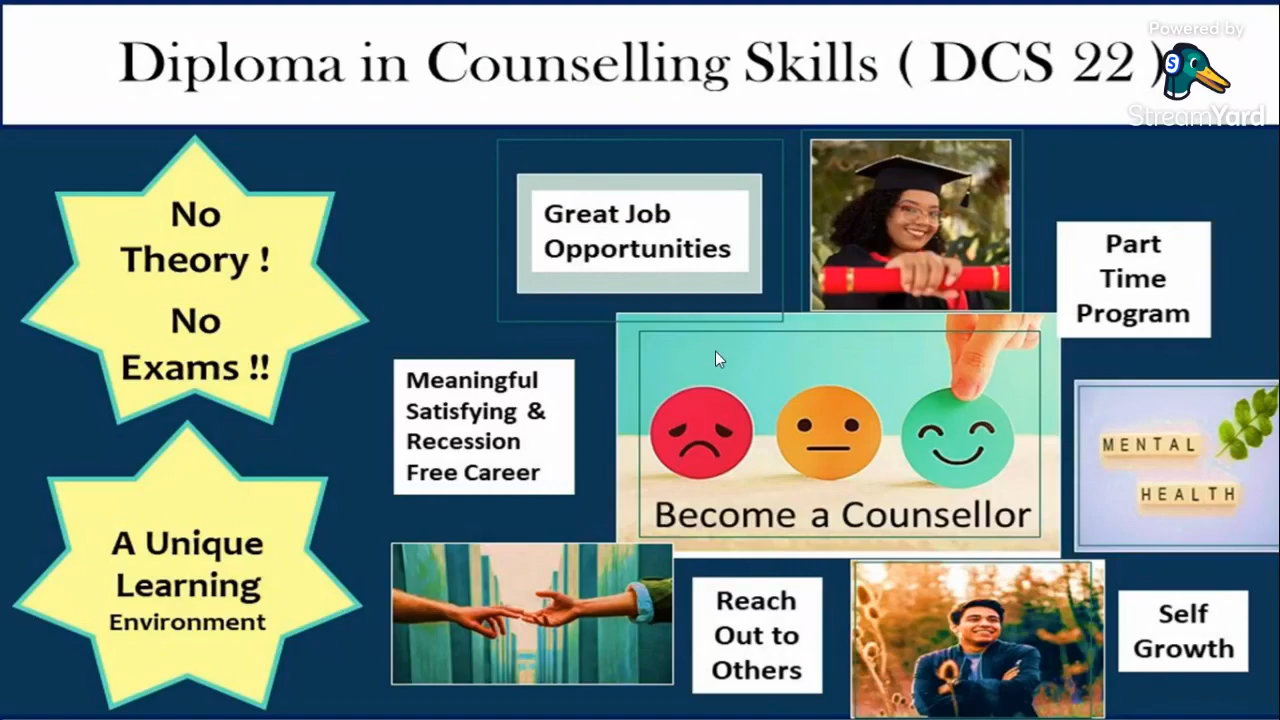 Diploma in Counselling Skills ( DCS 22 )
Powered by
S
StreamYard
No
Theory !
No
Exams !!
Great Job
Opportunities
Part
Time
Program
Meaningful
Satisfying &
Recession
Free Career
Become a Counsellor
MENTAL
HEALTH
A Unique
Learning
Environment
Reach
Out to
Others
Self
Growth